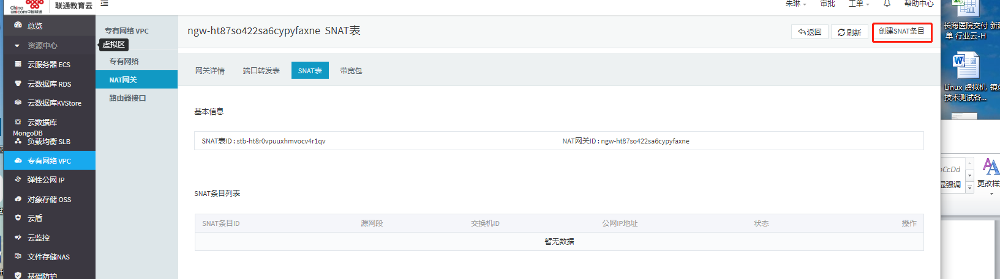 China
unicom中国联通
联通教育云
朱琳
审批
工单
帮助中心
总览
资源中心
云服务器 ECS
云数据库 RDS
云数据库KVStore
云数据库
MongoDB
负载均衡 SLB
专有网络 VPC
弹性公网 IP
对象存储 OSS
云盾
云监控
文件存储NAS
基础防护
专有网络 VPC
虚拟区
专有网络
NAT网关
路由器接口
ngw-ht87so422sa6cypyfaxne SNAT表
返回
刷新
创建SNAT条目
网关详情
端口转发表
SNAT表
带宽包
基本信息
SNAT表ID : stb-ht8r0vpuuxhmvocv4r1qv
NAT网关ID : ngw-ht87so422sa6cypyfaxne
SNAT条目列表
SNAT条目ID
源网段
交换机ID
公网IP地址
状态
操作
暂无数据
长海医院交付
单 行业云-H
Linux 虚拟机
技术测试各...
CcDd
显强调
更改样